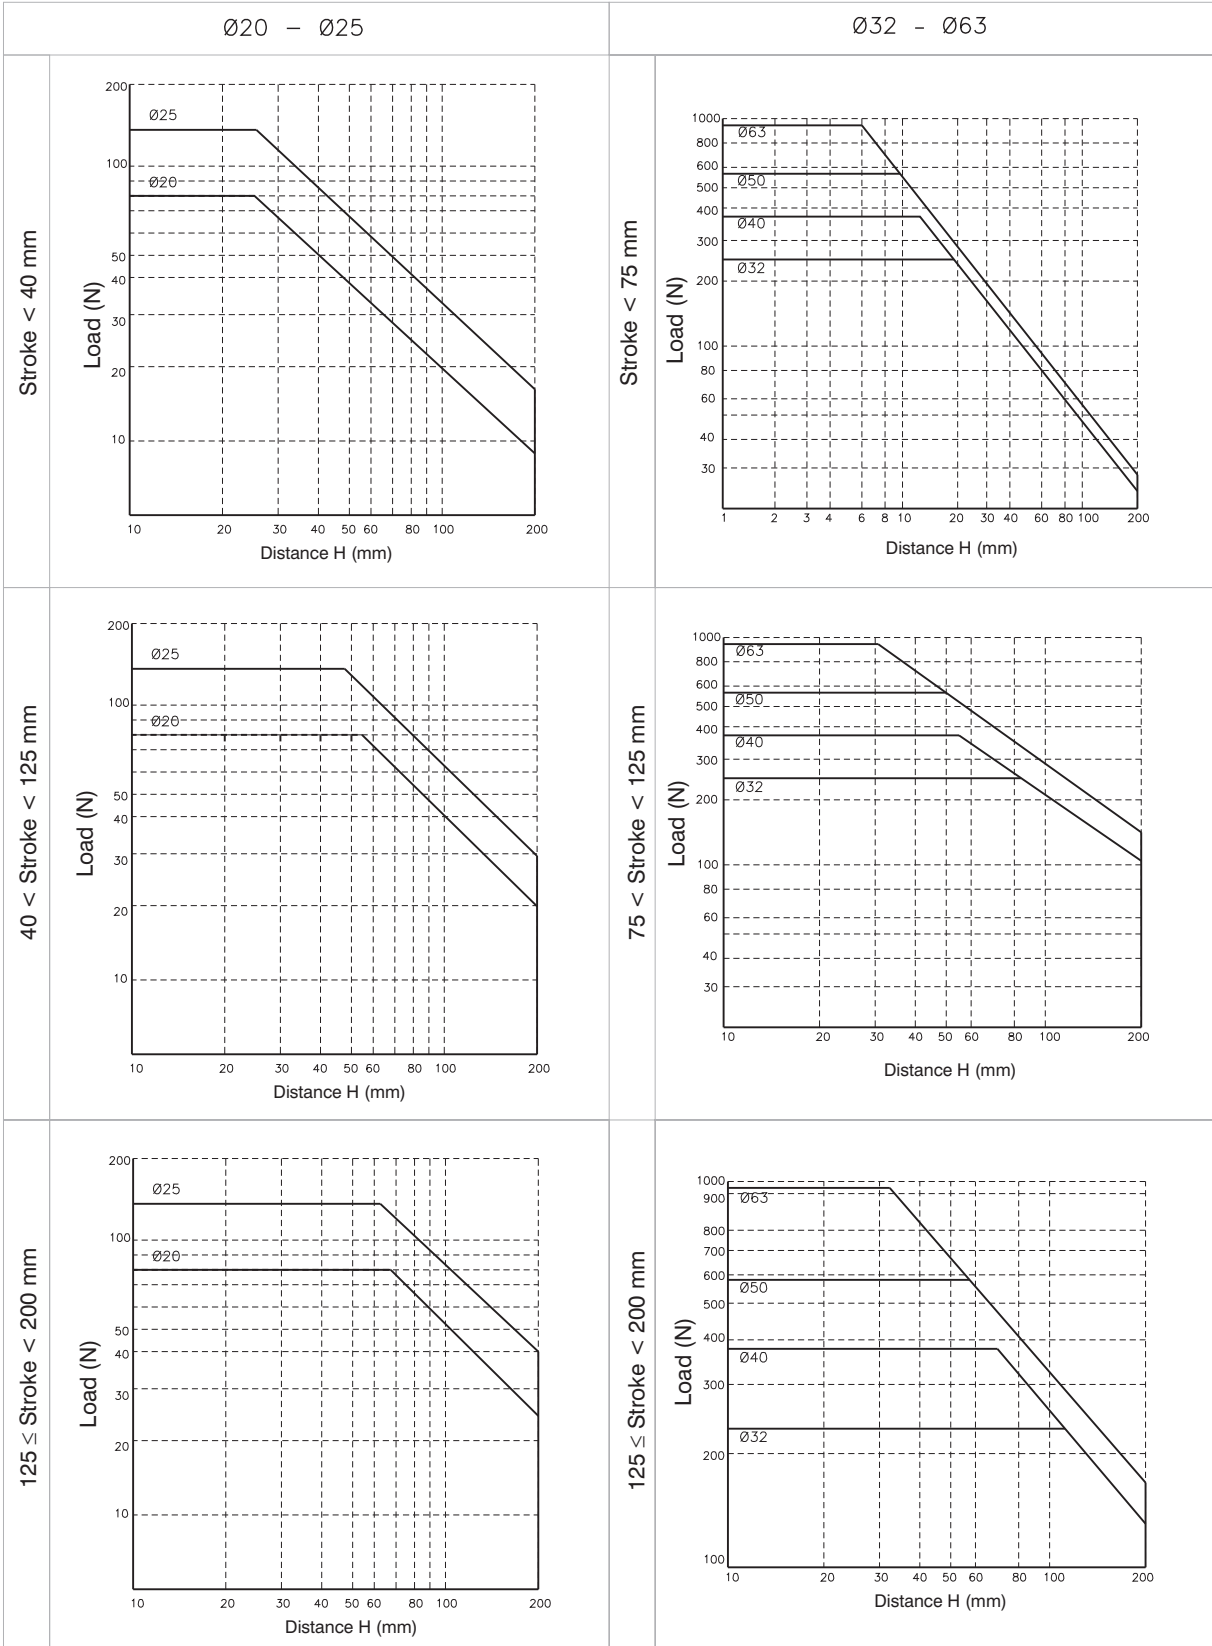 Ø20 – Ø25
Ø32 - Ø63
Stroke < 40 mm
Load (N)
200
100
50
40
30
20
10
Ø25
Ø20
10 20 30 40 50 60 80 100 200
Distance H (mm)
Stroke < 75 mm
Load (N)
1000
800
600
500
400
300
200
100
80
60
40
30
Ø63
Ø50
Ø40
Ø32
1 2 3 4 6 8 10 20 30 40 60 80 100 200
Distance H (mm)
40 < Stroke < 125 mm
Load (N)
200
100
50
40
30
20
10
Ø25
Ø20
10 20 30 40 50 60 80 100 200
Distance H (mm)
75 < Stroke < 125 mm
Load (N)
1000
800
600
500
400
300
200
100
80
60
40
30
Ø63
Ø50
Ø40
Ø32
10 20 30 40 50 60 80 100 200
Distance H (mm)
125 ≤ Stroke < 200 mm
Load (N)
200
100
50
40
30
20
10
Ø25
Ø20
10 20 30 40 50 60 80 100 200
Distance H (mm)
125 ≤ Stroke < 200 mm
Load (N)
1000
900
800
700
600
500
400
300
200
100
Ø63
Ø50
Ø40
Ø32
10 20 30 40 50 60 80 100 200
Distance H (mm)